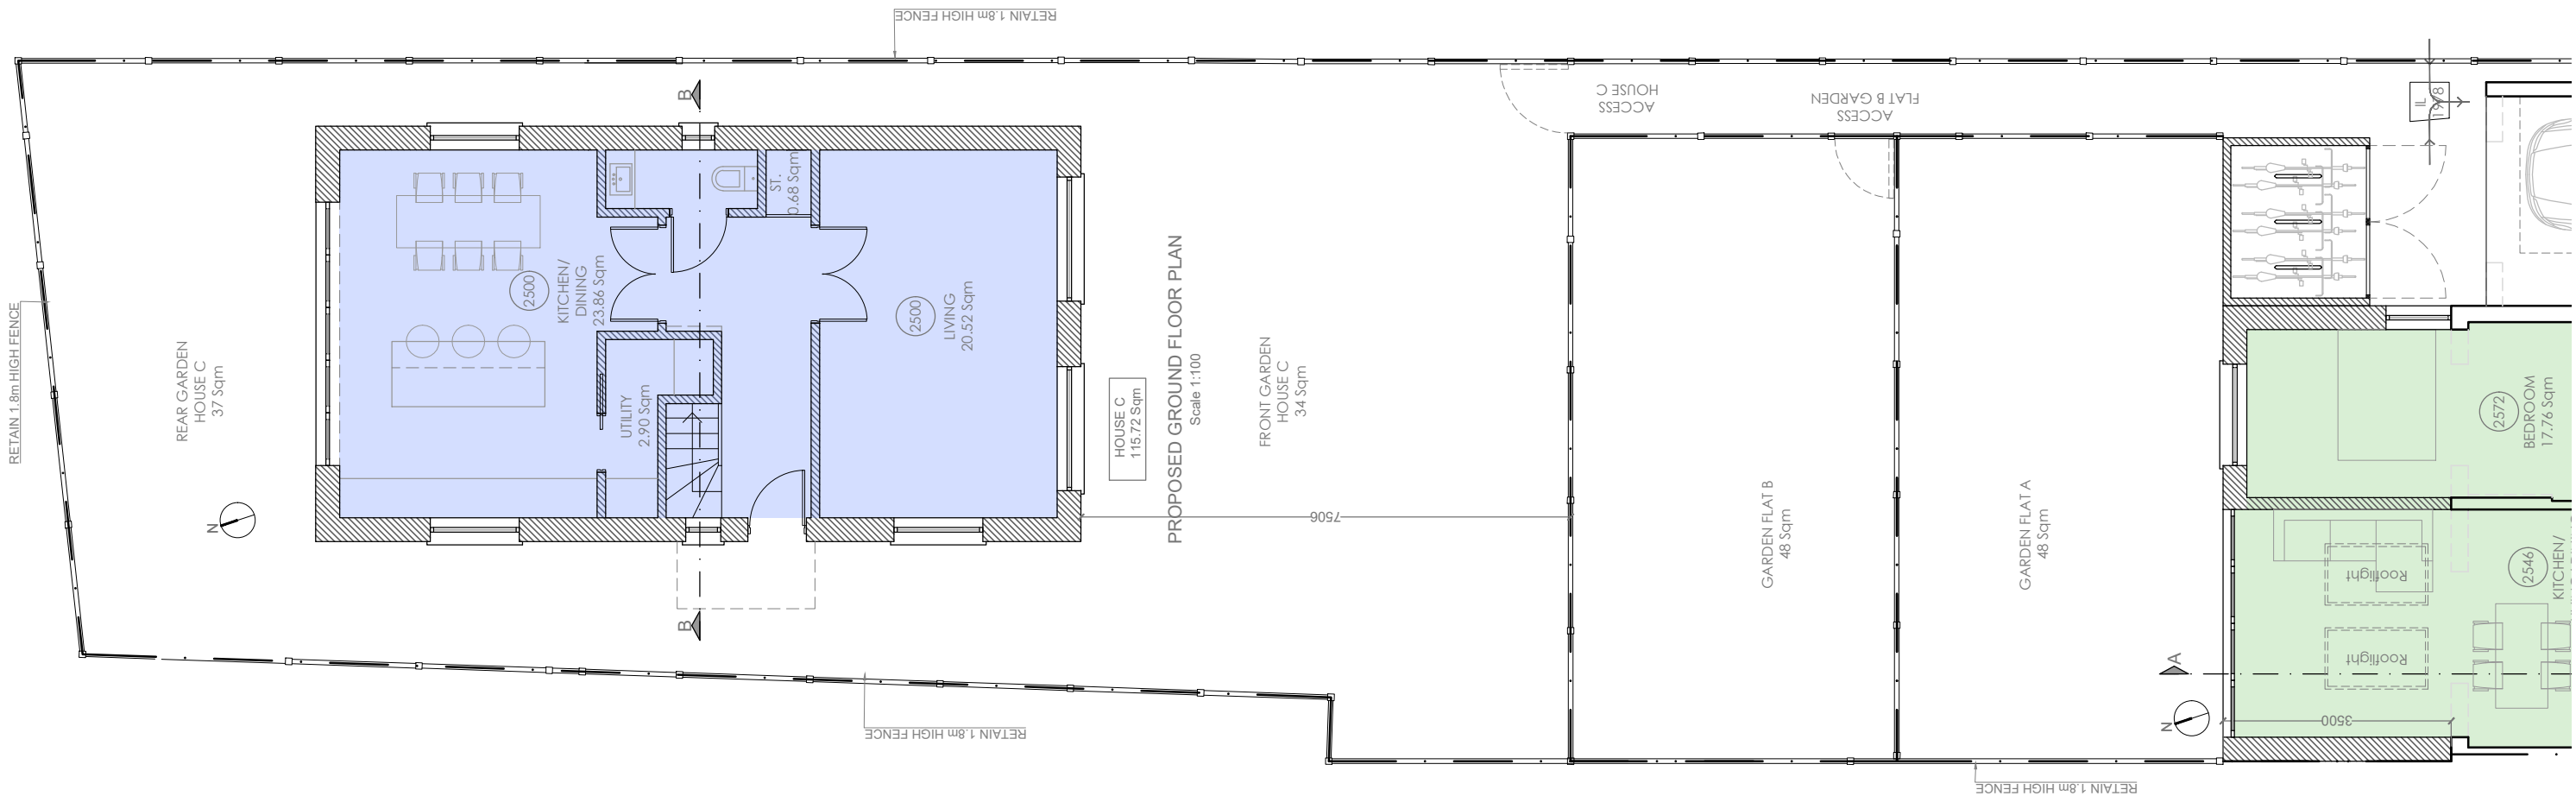 RETAIN 1.8m HIGH FENCE
RETAIN 1.8m HIGH FENCE
REAR GARDEN
HOUSE C
37 Sqm
N
B
B
2500
KITCHEN/
DINING
23.86 Sqm
UTILITY
2.90 Sqm
ST.
0.68 Sqm
2500
LIVING
20.52 Sqm
HOUSE C
115.72 Sqm
PROPOSED GROUND FLOOR PLAN
Scale 1:100
FRONT GARDEN
HOUSE C
34 Sqm
7506
RETAIN 1.8m HIGH FENCE
ACCESS
HOUSE C
ACCESS
FLAT B GARDEN
GARDEN FLAT B
48 Sqm
GARDEN FLAT A
48 Sqm
RETAIN 1.8m HIGH FENCE
A
N
3500
Rooflight
Rooflight
2572
BEDROOM
17.76 Sqm
2546
KITCHEN/
IL